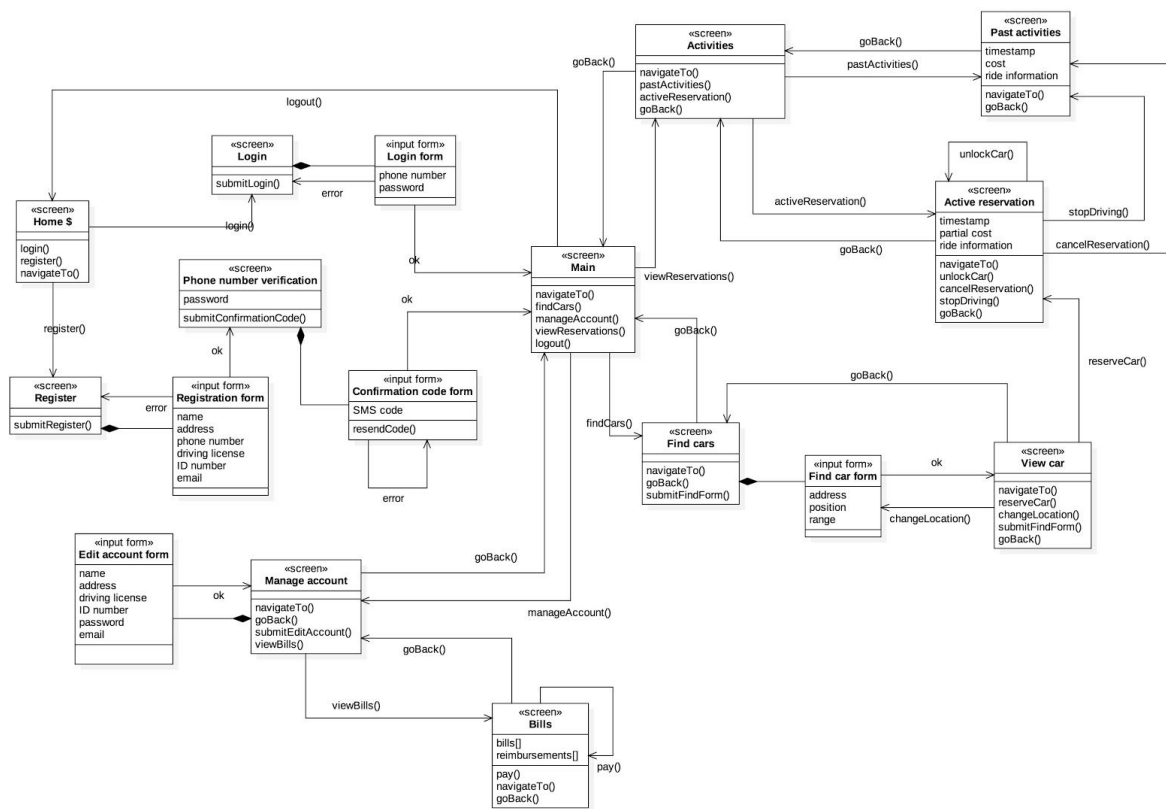 «screen»
Activities
navigateTo()
pastActivities()
activeReservation()
goBack()
«screen»
Past activities
timestamp
cost
ride information
navigateTo()
goBack()
goBack()
pastActivities()
goBack()
logout()
«screen»
Login
submitLogin()
«input form»
Login form
phone number
password
error
login()
«screen»
Home $
login()
register()
navigateTo()
unlockCar()
«screen»
Active reservation
timestamp
partial cost
ride information
navigateTo()
unlockCar()
cancelReservation()
stopDriving()
goBack()
activeReservation()
goBack()
stopDriving()
cancelReservation()
ok
«screen»
Main
navigateTo()
findCars()
manageAccount()
viewReservations()
logout()
viewReservations()
«screen»
Phone number verification
password
submitConfirmationCode()
ok
register()
ok
goBack()
reserveCar()
«screen»
Register
submitRegister()
error
«input form»
Registration form
name
address
phone number
driving license
ID number
email
«input form»
Confirmation code form
SMS code
resendCode()
error
goBack()
findCars()
«screen»
Find cars
navigateTo()
goBack()
submitFindForm()
«input form»
Find car form
address
position
range
ok
changeLocation()
«screen»
View car
navigateTo()
reserveCar()
changeLocation()
submitFindForm()
goBack()
«input form»
Edit account form
name
address
driving license
ID number
password
email
ok
«screen»
Manage account
navigateTo()
goBack()
submitEditAccount()
viewBills()
goBack()
manageAccount()
goBack()
viewBills()
«screen»
Bills
bills[]
reimbursements[]
pay()
navigateTo()
goBack()
pay()